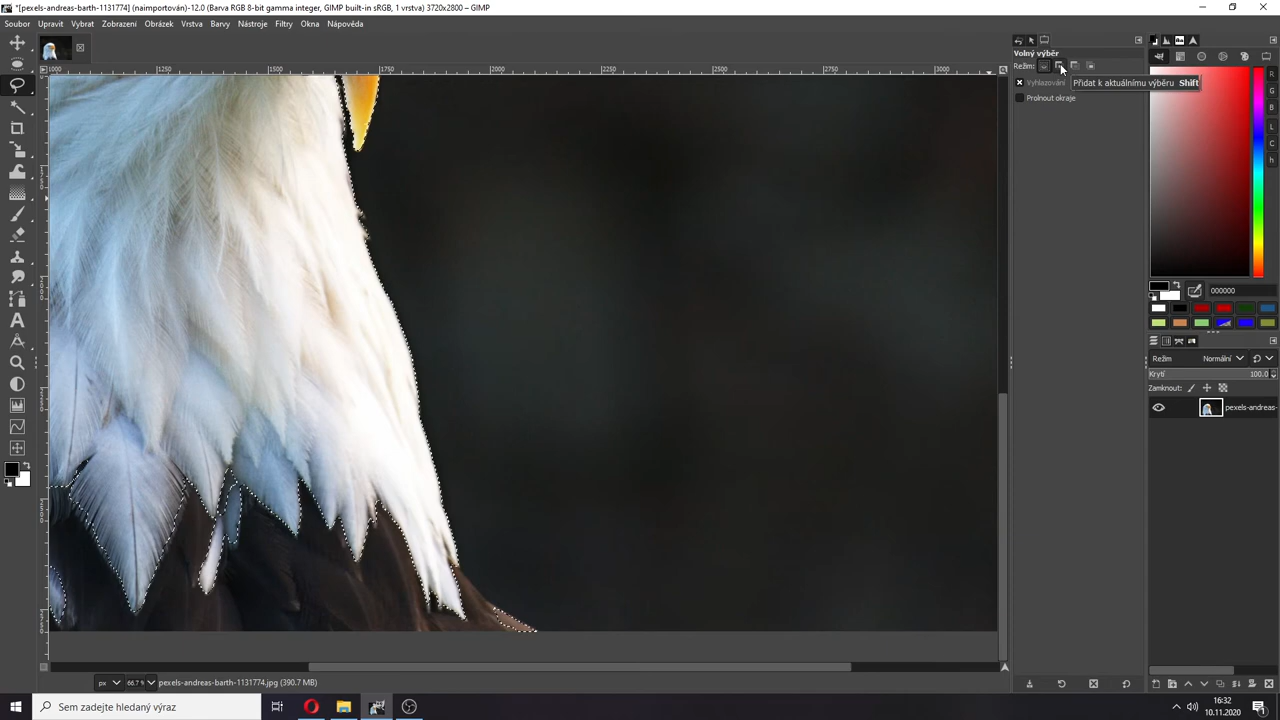 *[pexels-andreas-barth-1131774] (naimportován)-12.0 (Barva RGB 8-bit gamma integer, GIMP built-in sRGB, 1 vrstva) 3720x2800 – GIMP
Soubor Upravit Vybrat Zobrazení Obrázek Vrstva Barvy Nástroje Filtry Okna Nápověda
Volný výběr
Režim:
Vyhlazování
Přidat k aktuálnímu výběru Shift
Prolnout okraje
1000 1250 1500 1750 2000 2250 2500 2750 3000
R
G
B
L
C
h
000000
Režim Normální
Krytí 100.0
Zamknout:
pexels-andreas-
px 66.7 % pexels-andreas-barth-1131774.jpg (390.7 MB)
Sem zadejte hledaný výraz
16:32
10.11.2020
1